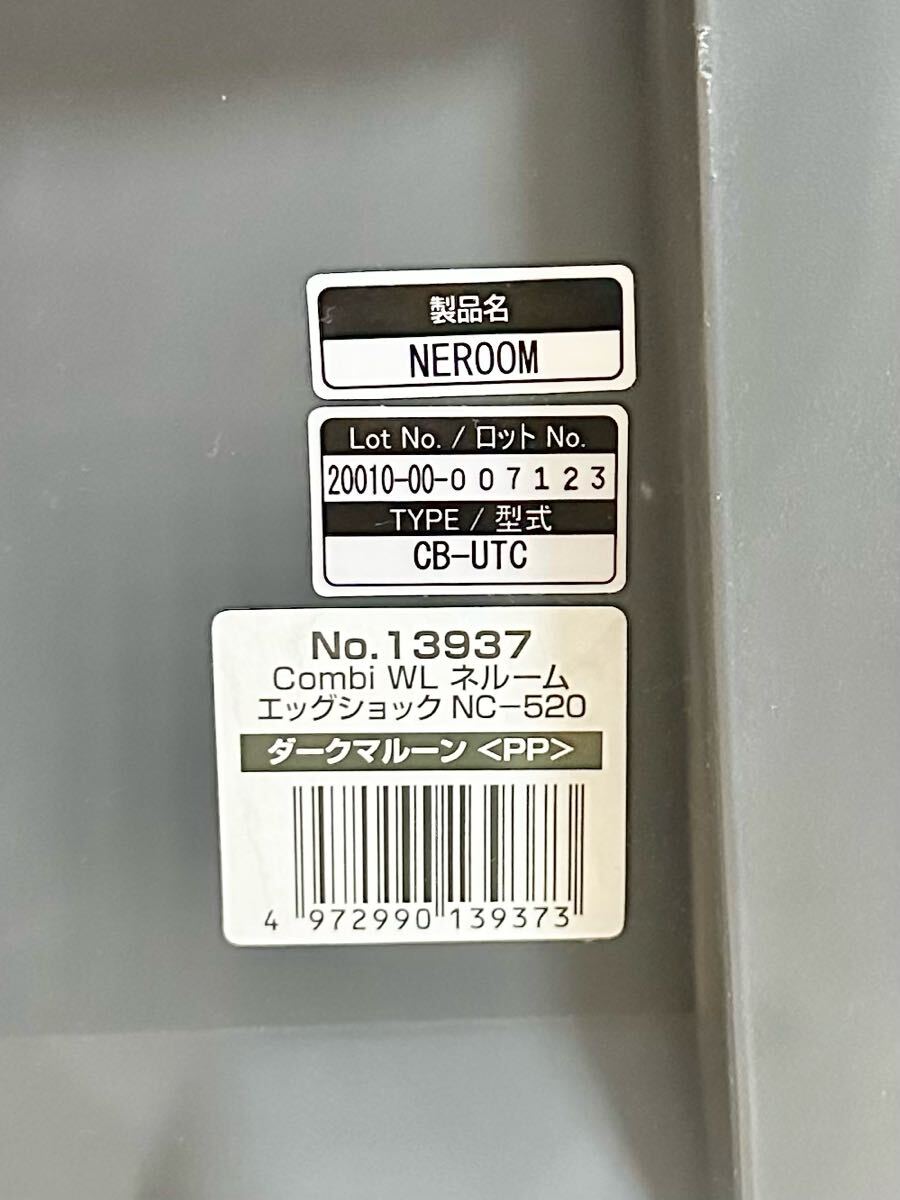 製品名
NEROOM
Lot No. / ロット No.
20010-00-007123
TYPE / 型式
CB-UTC
No.13937
Combi WL ネルーム
エッグショック NC-520
ダークマルーン <PP>
4 972990 139373